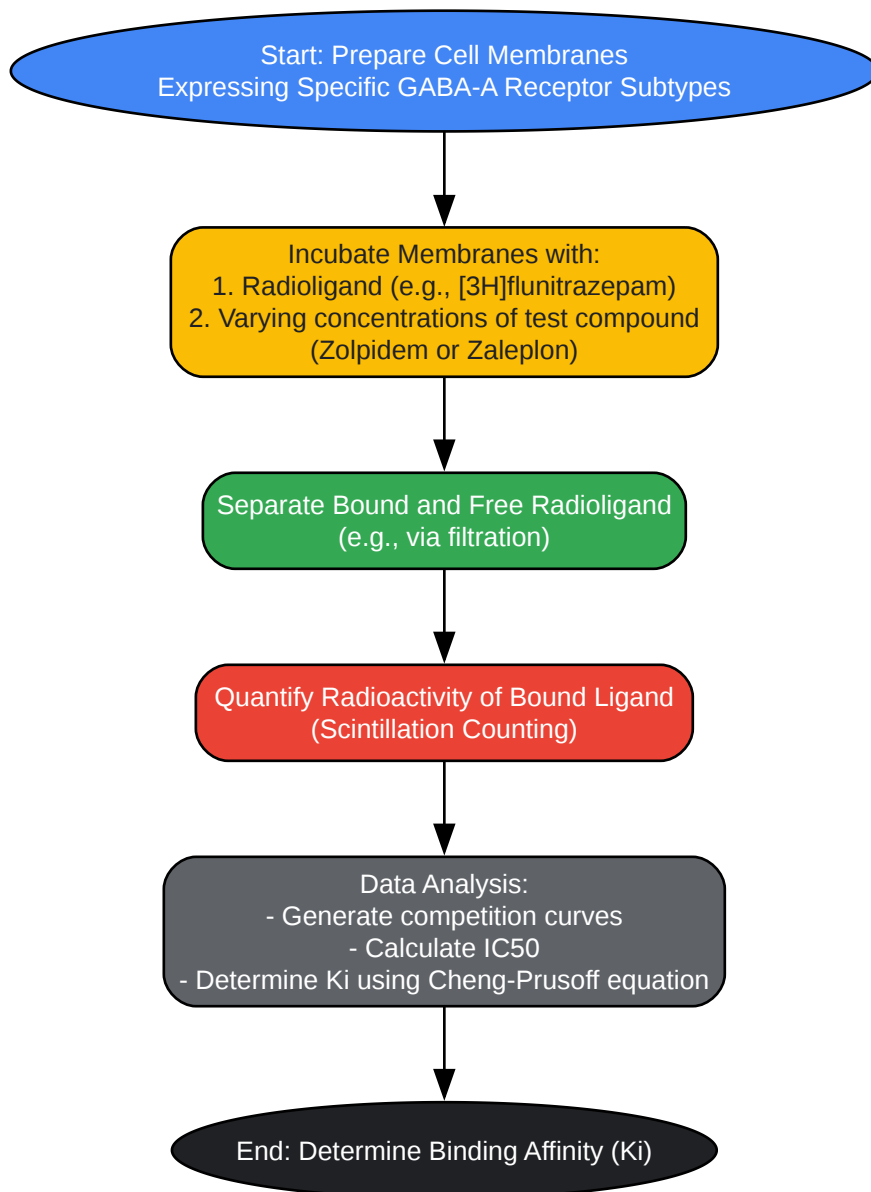 Start: Prepare Cell Membranes
Expressing Specific GABA-A Receptor Subtypes
Incubate Membranes with:
1. Radioligand (e.g., [3H]flunitrazepam)
2. Varying concentrations of test compound
(Zolpidem or Zaleplon)
Separate Bound and Free Radioligand
(e.g., via filtration)
Quantify Radioactivity of Bound Ligand
(Scintillation Counting)
Data Analysis:
- Generate competition curves
- Calculate IC50
- Determine Ki using Cheng-Prusoff equation
End: Determine Binding Affinity (Ki)